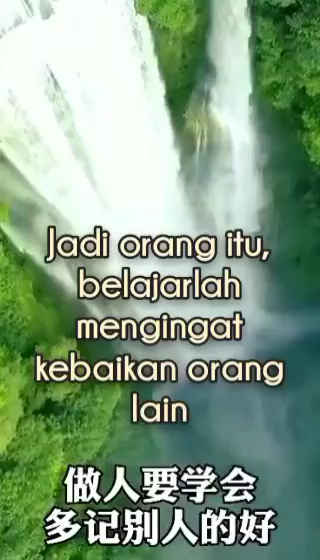 Jadi orang itu,
belajarlah
mengingat
kebaikan orang
lain
做人要学会
多记别人的好